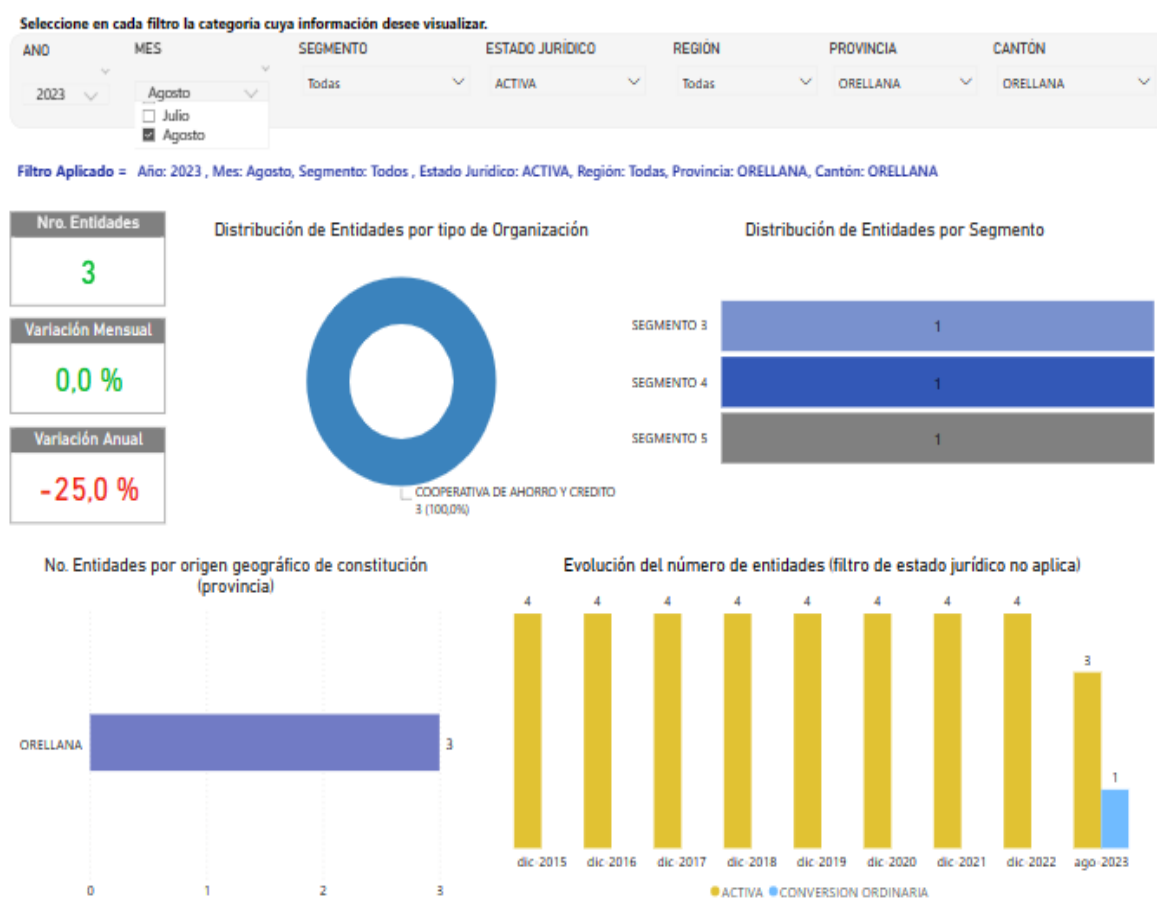 Seleccione en cada filtro la categoría cuya información desee visualizar.
ANO MES SEGMENTO ESTADO JURÍDICO REGIÓN PROVINCIA CANTÓN
2023 Agosto Todas ACTIVA Todas ORELLANA ORELLANA
Julio
Agosto
Filtro Aplicado = Año: 2023 , Mes: Agosto, Segmento: Todos , Estado Jurídico: ACTIVA, Región: Todas, Provincia: ORELLANA, Cantón: ORELLANA
Nro. Entidades
3
Variación Mensual
0,0 %
Variación Anual
-25,0 %
Distribución de Entidades por tipo de Organización
COOPERATIVA DE AHORRO Y CREDITO
3 (100,0%)
Distribución de Entidades por Segmento
SEGMENTO 3 1
SEGMENTO 4 1
SEGMENTO 5 1
No. Entidades por origen geográfico de constitución
(provincia)
ORELLANA 3
0 1 2 3
Evolución del número de entidades (filtro de estado jurídico no aplica)
4 4 4 4 4 4 4 4 3 1
dic-2015 dic-2016 dic-2017 dic-2018 dic-2019 dic-2020 dic-2021 dic-2022 ago-2023
ACTIVA CONVERSION ORDINARIA